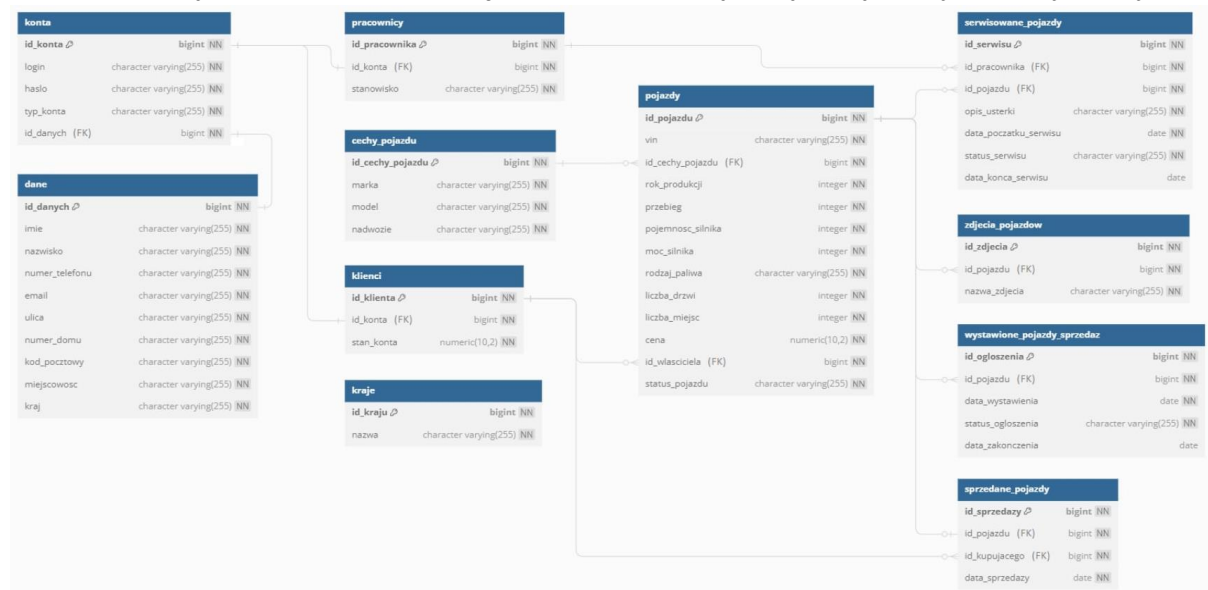 konta
id_konta bigint NN
login character varying(255) NN
haslo character varying(255) NN
typ_konta character varying(255) NN
id_danych (FK) bigint NN
dane
id_danych bigint NN
imie character varying(255) NN
nazwisko character varying(255) NN
numer_telefonu character varying(255) NN
email character varying(255) NN
ulica character varying(255) NN
numer_domu character varying(255) NN
kod_pocztowy character varying(255) NN
miejscowosc character varying(255) NN
kraj character varying(255) NN
pracownicy
id_pracownika bigint NN
id_konta (FK) bigint NN
stanowisko character varying(255) NN
cechy_pojazdu
id_cechy_pojazdu bigint NN
marka character varying(255) NN
model character varying(255) NN
nadwozie character varying(255) NN
klienci
id_klienta bigint NN
id_konta (FK) bigint NN
stan_konta numeric(10,2) NN
kraje
id_kraju bigint NN
nazwa character varying(255) NN
pojazdy
id_pojazdu bigint NN
vin character varying(255) NN
id_cechy_pojazdu (FK) bigint NN
rok_produkcji integer NN
przebieg integer NN
pojemnosc_silnika integer NN
moc_silnika integer NN
rodzaj_paliwa character varying(255) NN
liczba_drzwi integer NN
liczba_miejsc integer NN
cena numeric(10,2) NN
id_wlasciciela (FK) bigint NN
status_pojazdu character varying(255) NN
serwisowane_pojazdy
id_serwisu bigint NN
id_pracownika (FK) bigint NN
id_pojazdu (FK) bigint NN
opis_usterki character varying(255) NN
data_poczatku_serwisu date NN
status_serwisu character varying(255) NN
data_konca_serwisu date
zdjecia_pojazdow
id_zdjecia bigint NN
id_pojazdu (FK) bigint NN
nazwa_zdjecia character varying(255) NN
wystawione_pojazdy_sprzedaz
id_ogloszenia bigint NN
id_pojazdu (FK) bigint NN
data_wystawienia date NN
status_ogloszenia character varying(255) NN
data_zakonczenia date
sprzedane_pojazdy
id_sprzedazy bigint NN
id_pojazdu (FK) bigint NN
id_kupujacego (FK) bigint NN
data_sprzedazy date NN